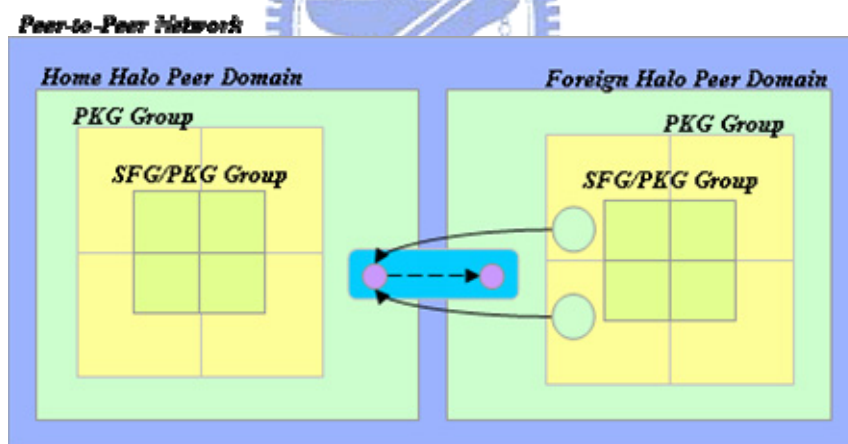 Peer-to-Peer Network
Home Halo Peer Domain
Foreign Halo Peer Domain
PKG Group
PKG Group
SFG/PKG Group
SFG/PKG Group